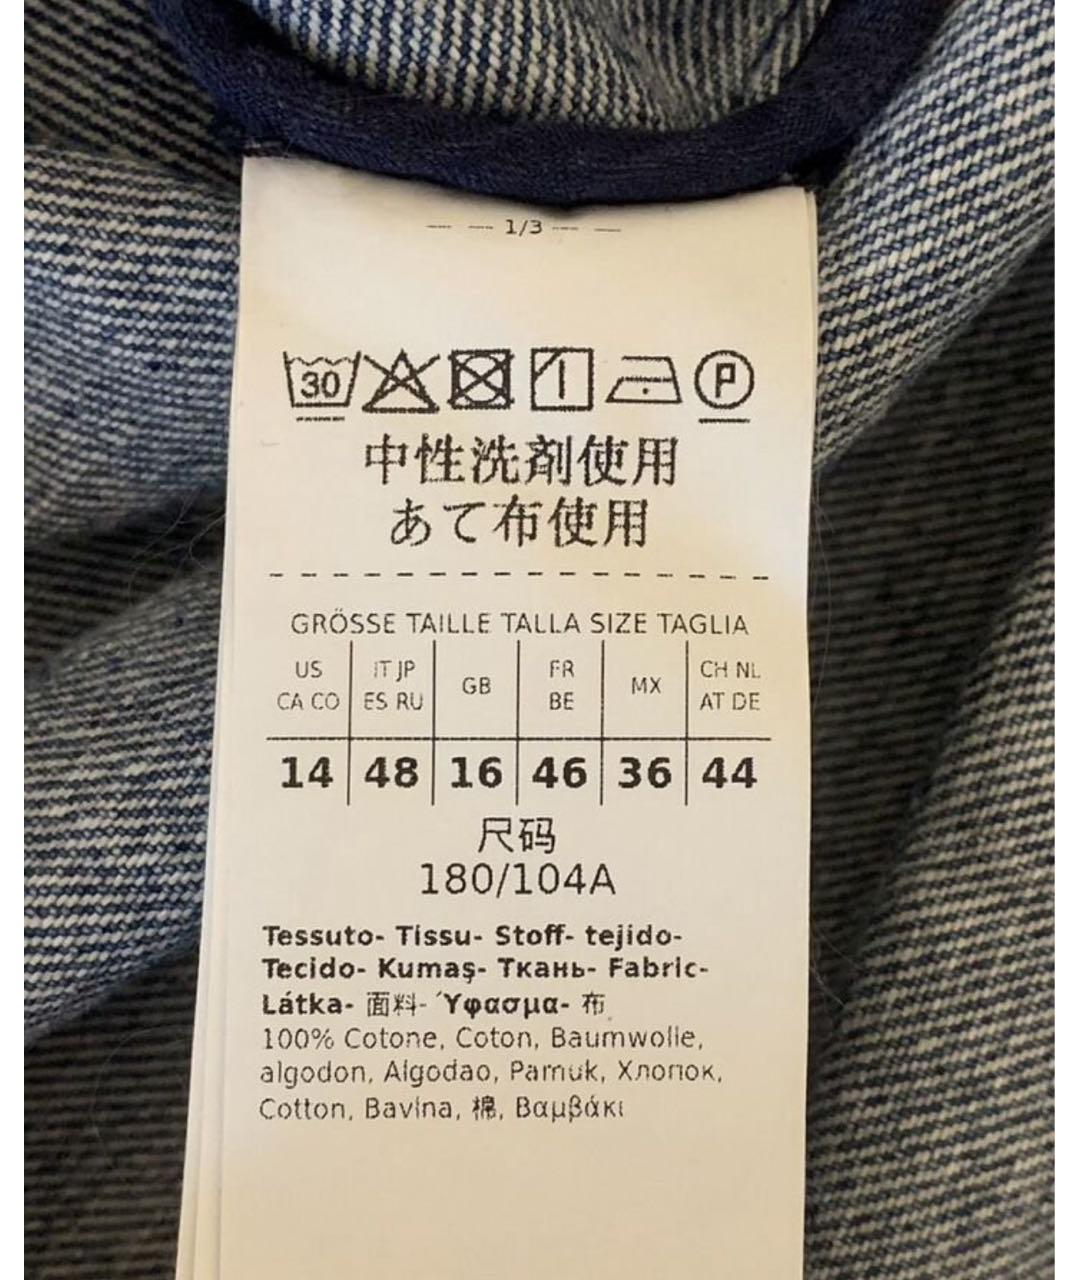 1/3
30 P
中性洗剤使用
あて布使用
GRÖSSE TAILLE TALLA SIZE TAGLIA
US IT JP GB FR MX CH NL
CA CO ES RU BE AT DE
14 48 16 46 36 44
尺码
180/104A
Tessuto- Tissu- Stoff- tejido-
Tecido- Kumaş- Ткань- Fabric-
Látka- 面料- Ύφασμα- 布
100% Cotone, Coton, Baumwolle,
algodon, Algodao, Pamuk, Хлопок,
Cotton, Bavlna, 棉, Βαμβάκι